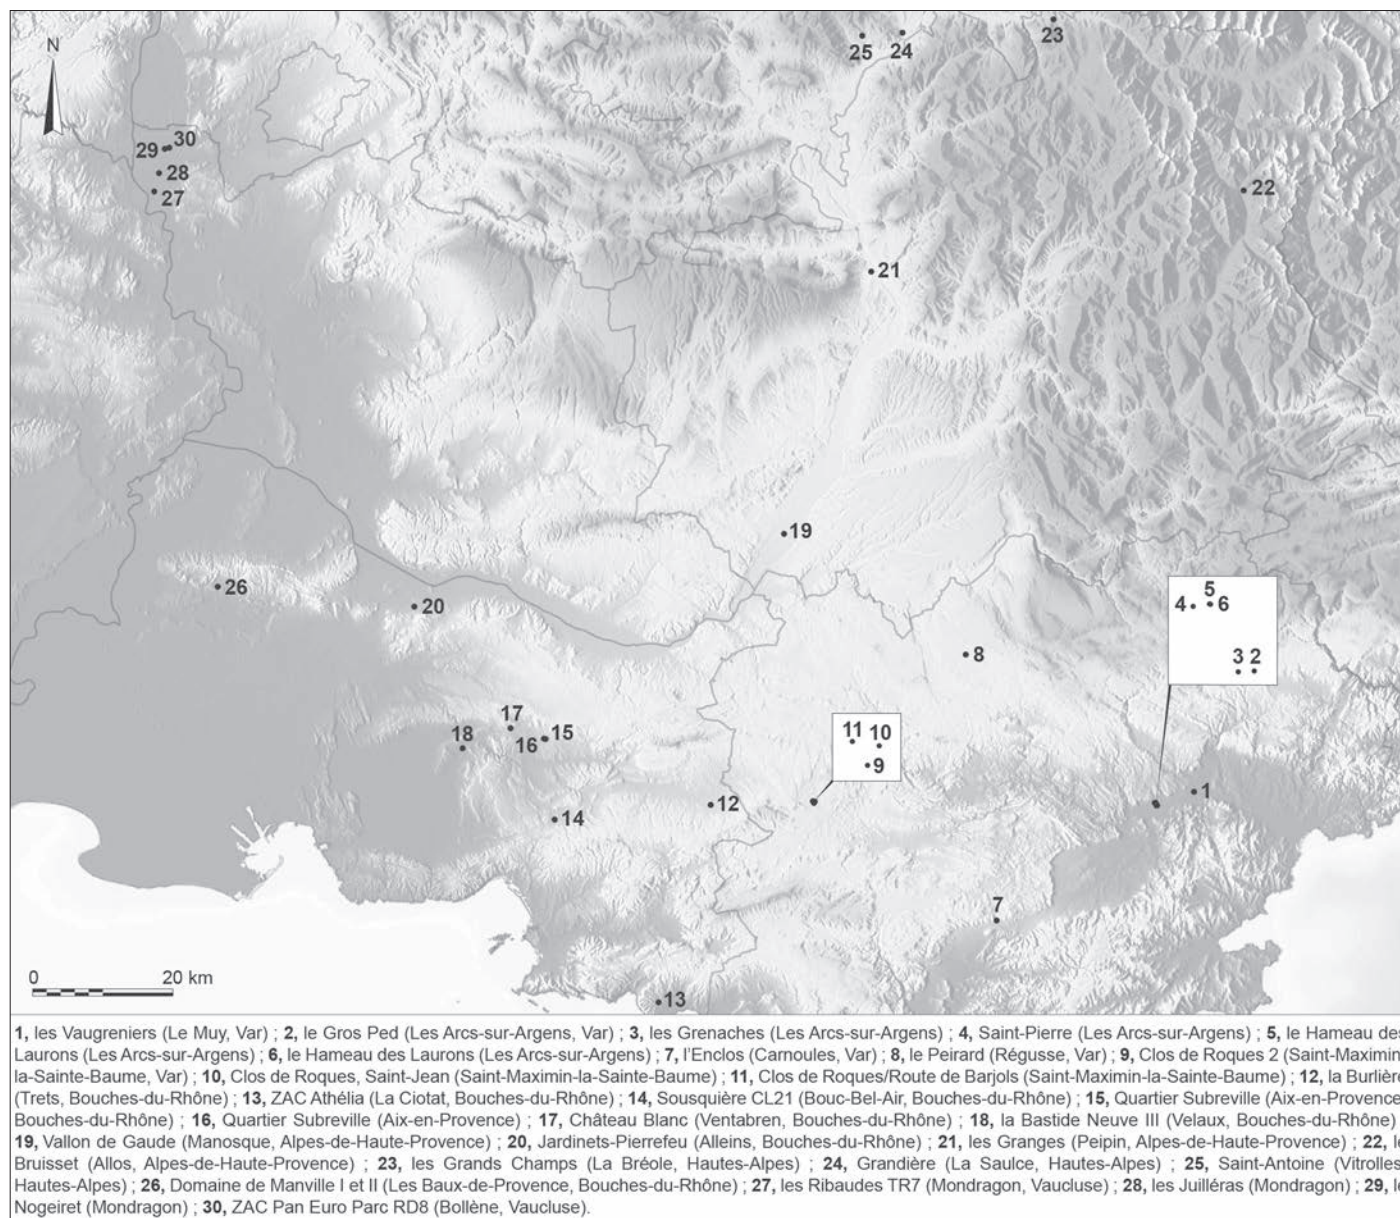 N
23
25
24
30
29
28
27
22
21
19
26
20
5
4
6
3 2
8
17
18
16
15
11
10
9
12
1
14
7
0 20 km
13
1, les Vaugreniers (Le Muy, Var) ; 2, le Gros Ped (Les Arcs-sur-Argens, Var) ; 3, les Grenaches (Les Arcs-sur-Argens) ; 4, Saint-Pierre (Les Arcs-sur-Argens) ; 5, le Hameau des
Laurons (Les Arcs-sur-Argens) ; 6, le Hameau des Laurons (Les Arcs-sur-Argens) ; 7, l'Enclos (Carnoules, Var) ; 8, le Peirard (Régusse, Var) ; 9, Clos de Roques 2 (Saint-Maximin
la-Sainte-Baume, Var) ; 10, Clos de Roques, Saint-Jean (Saint-Maximin-la-Sainte-Baume) ; 11, Clos de Roques/Route de Barjols (Saint-Maximin-la-Sainte-Baume) ; 12, la Burlière
(Trets, Bouches-du-Rhône) ; 13, ZAC Athélia (La Ciotat, Bouches-du-Rhône) ; 14, Sousquière CL21 (Bouc-Bel-Air, Bouches-du-Rhône) ; 15, Quartier Subreville (Aix-en-Provence
Bouches-du-Rhône) ; 16, Quartier Subreville (Aix-en-Provence) ; 17, Château Blanc (Ventabren, Bouches-du-Rhône) ; 18, la Bastide Neuve III (Velaux, Bouches-du-Rhône)
19, Vallon de Gaude (Manosque, Alpes-de-Haute-Provence) ; 20, Jardinets-Pierrefeu (Alleins, Bouches-du-Rhône) ; 21, les Granges (Peipin, Alpes-de-Haute-Provence) ; 22,
Bruisset (Allos, Alpes-de-Haute-Provence) ; 23, les Grands Champs (La Bréole, Hautes-Alpes) ; 24, Grandière (La Saulce, Hautes-Alpes) ; 25, Saint-Antoine (Vitrolles
Hautes-Alpes) ; 26, Domaine de Manville I et II (Les Baux-de-Provence, Bouches-du-Rhône) ; 27, les Ribaudes TR7 (Mondragon, Vaucluse) ; 28, les Juilléras (Mondragon) ; 29,
Nogeiret (Mondragon) ; 30, ZAC Pan Euro Parc RD8 (Bollène, Vaucluse).